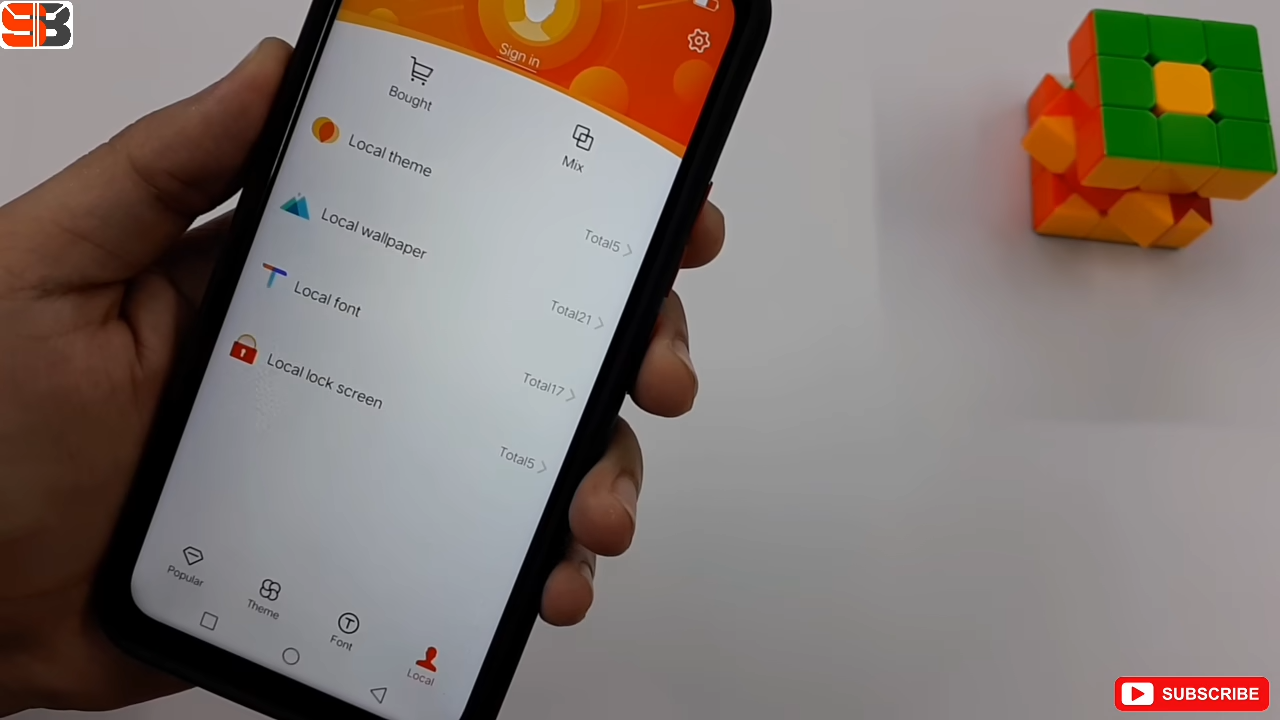 SB
Sign in
Bought
Mix
Local theme
Total5
Local wallpaper
Total21
Local font
Total17
Local lock screen
Total5
Popular
Theme
Font
Local
SUBSCRIBE